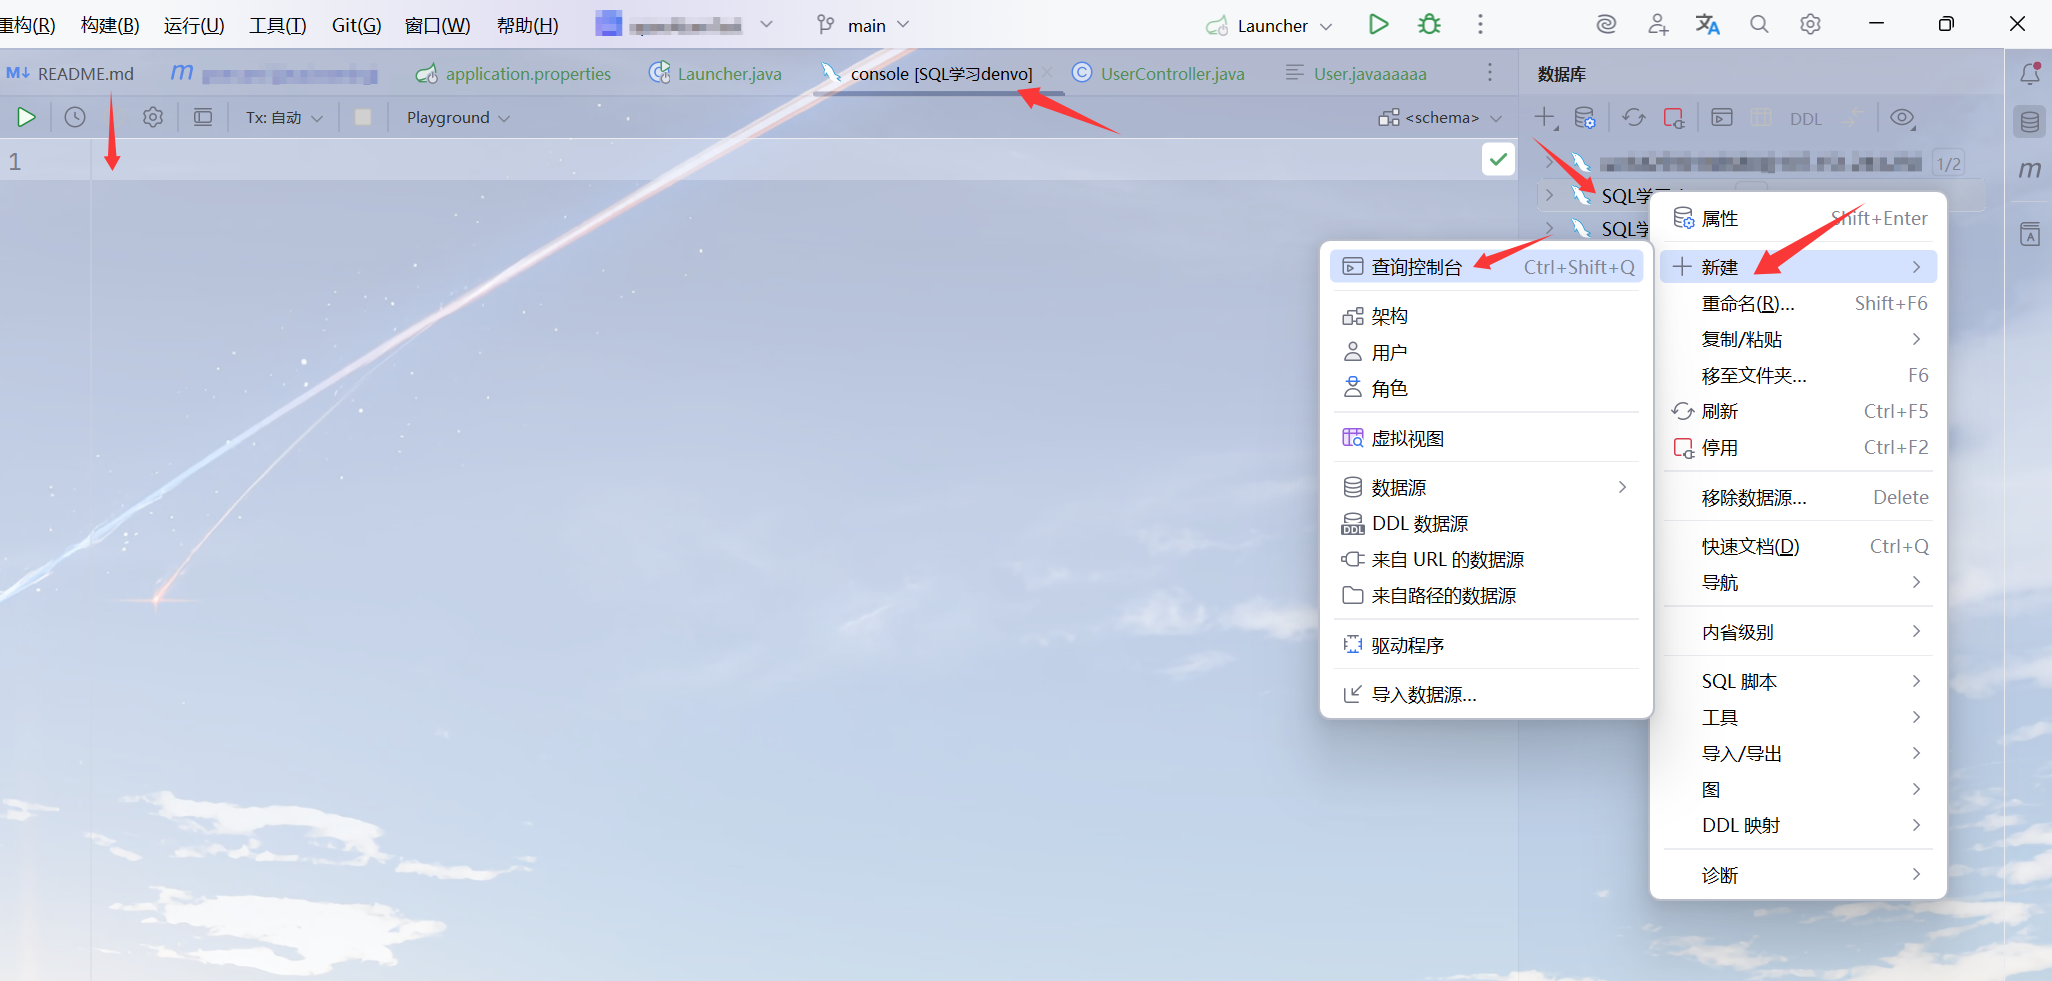 重构(R) 构建(B) 运行(U) 工具(T) Git(G) 窗口(W) 帮助(H) main Launcher
M↓ README.md m application.properties Launcher.java console [SQL学习denvo] UserController.java User.javaaaaaa 数据库
Tx: 自动 Playground <schema> DDL
1
1/2
SQL学习
SQL学
属性 Shift+Enter
新建
重命名(R)... Shift+F6
复制/粘贴
移至文件夹... F6
刷新 Ctrl+F5
停用 Ctrl+F2
移除数据源... Delete
快速文档(D) Ctrl+Q
导航
内省级别
SQL 脚本
工具
导入/导出
图
DDL 映射
诊断
查询控制台 Ctrl+Shift+Q
架构
用户
角色
虚拟视图
数据源
DDL 数据源
来自 URL 的数据源
来自路径的数据源
驱动程序
导入数据源...
m
A